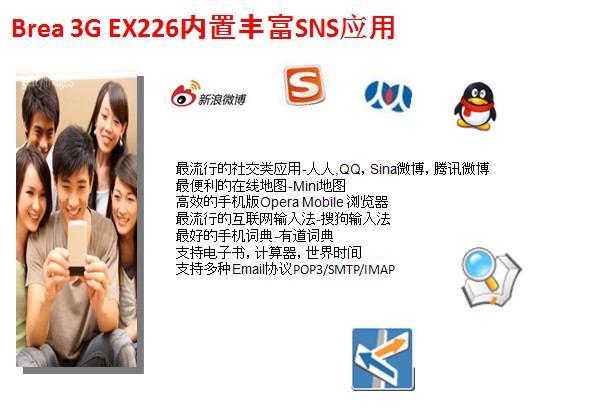 Brea 3G EX226内置丰富SNS应用
新浪微博
S
最流行的社交类应用-人人,QQ，Sina微博，腾讯微博
最便利的在线地图-Mini地图
高效的手机版Opera Mobile 浏览器
最流行的互联网输入法-搜狗输入法
最好的手机词典-有道词典
支持电子书，计算器，世界时间
支持多种Email协议POP3/SMTP/IMAP